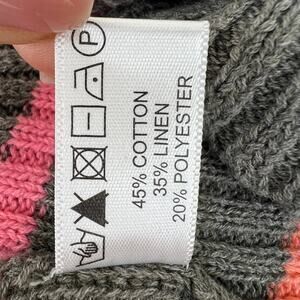 45% COTTON
35% LINEN
20% POLYESTER
P